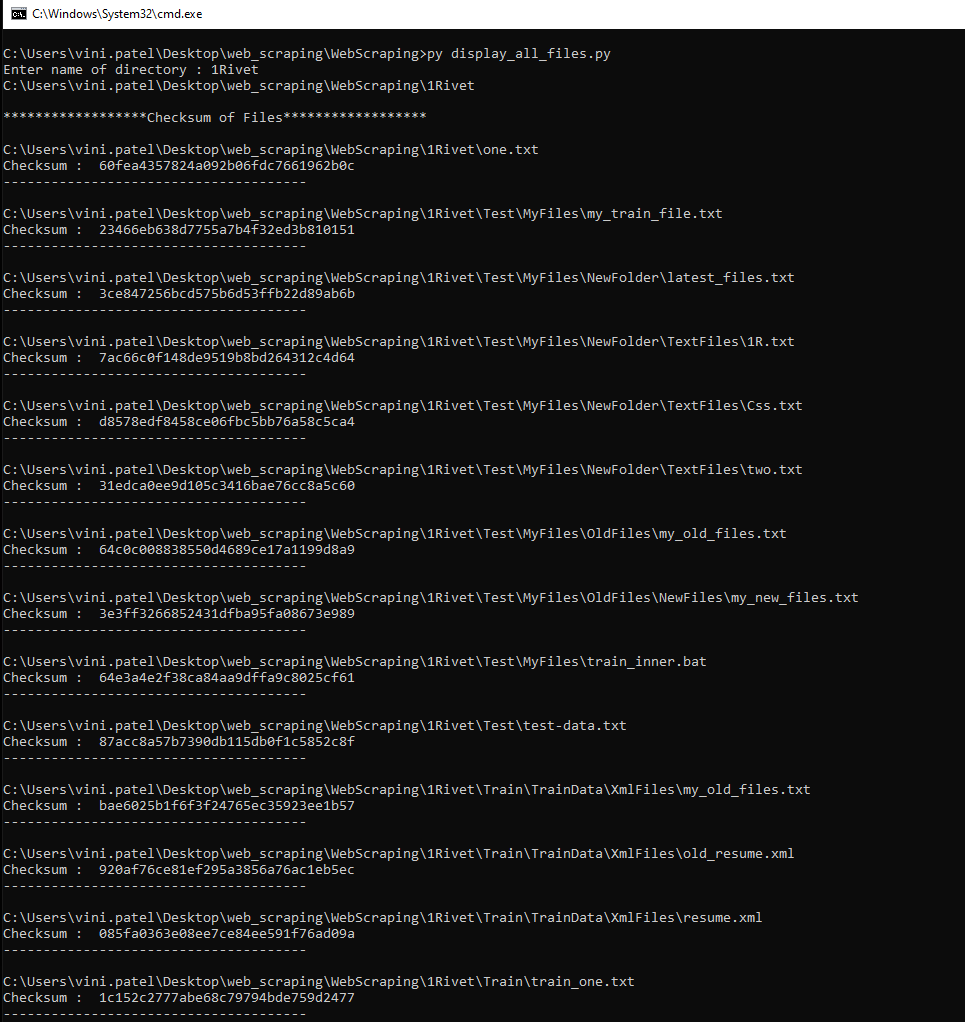 C:\Windows\System32\cmd.exe
C:\Users\vini.patel\Desktop\web_scraping\WebScraping>py display_all_files.py
Enter name of directory : 1Rivet
C:\Users\vini.patel\Desktop\web_scraping\WebScraping\1Rivet
******************Checksum of Files******************
C:\Users\vini.patel\Desktop\web_scraping\WebScraping\1Rivet\one.txt
Checksum :  60fea4357824a092b06fdc7661962b0c
--------------------------------------
C:\Users\vini.patel\Desktop\web_scraping\WebScraping\1Rivet\Test\MyFiles\my_train_file.txt
Checksum :  23466eb638d7755a7b4f32ed3b810151
--------------------------------------
C:\Users\vini.patel\Desktop\web_scraping\WebScraping\1Rivet\Test\MyFiles\NewFolder\latest_files.txt
Checksum :  3ce847256bcd575b6d53ffb22d89ab6b
--------------------------------------
C:\Users\vini.patel\Desktop\web_scraping\WebScraping\1Rivet\Test\MyFiles\NewFolder\TextFiles\1R.txt
Checksum :  7ac66c0f148de9519b8bd264312c4d64
--------------------------------------
C:\Users\vini.patel\Desktop\web_scraping\WebScraping\1Rivet\Test\MyFiles\NewFolder\TextFiles\Css.txt
Checksum :  d8578edf8458ce06fbc5bb76a58c5ca4
--------------------------------------
C:\Users\vini.patel\Desktop\web_scraping\WebScraping\1Rivet\Test\MyFiles\NewFolder\TextFiles\two.txt
Checksum :  31edca0ee9d105c3416bae76cc8a5c60
--------------------------------------
C:\Users\vini.patel\Desktop\web_scraping\WebScraping\1Rivet\Test\MyFiles\OldFiles\my_old_files.txt
Checksum :  64c0c008838550d4689ce17a1199d8a9
--------------------------------------
C:\Users\vini.patel\Desktop\web_scraping\WebScraping\1Rivet\Test\MyFiles\OldFiles\NewFiles\my_new_files.txt
Checksum :  3e3ff3266852431dfba95fa08673e989
--------------------------------------
C:\Users\vini.patel\Desktop\web_scraping\WebScraping\1Rivet\Test\MyFiles\train_inner.bat
Checksum :  64e3a4e2f38ca84aa9dffa9c8025cf61
--------------------------------------
C:\Users\vini.patel\Desktop\web_scraping\WebScraping\1Rivet\Test\test-data.txt
Checksum :  87acc8a57b7390db115db0f1c5852c8f
--------------------------------------
C:\Users\vini.patel\Desktop\web_scraping\WebScraping\1Rivet\Train\TrainData\XmlFiles\my_old_files.txt
Checksum :  bae6025b1f6f3f24765ec35923ee1b57
--------------------------------------
C:\Users\vini.patel\Desktop\web_scraping\WebScraping\1Rivet\Train\TrainData\XmlFiles\old_resume.xml
Checksum :  920af76ce81ef295a3856a76ac1eb5ec
--------------------------------------
C:\Users\vini.patel\Desktop\web_scraping\WebScraping\1Rivet\Train\TrainData\XmlFiles\resume.xml
Checksum :  085fa0363e08ee7ce84ee591f76ad09a
--------------------------------------
C:\Users\vini.patel\Desktop\web_scraping\WebScraping\1Rivet\Train\train_one.txt
Checksum :  1c152c2777abe68c79794bde759d2477
--------------------------------------